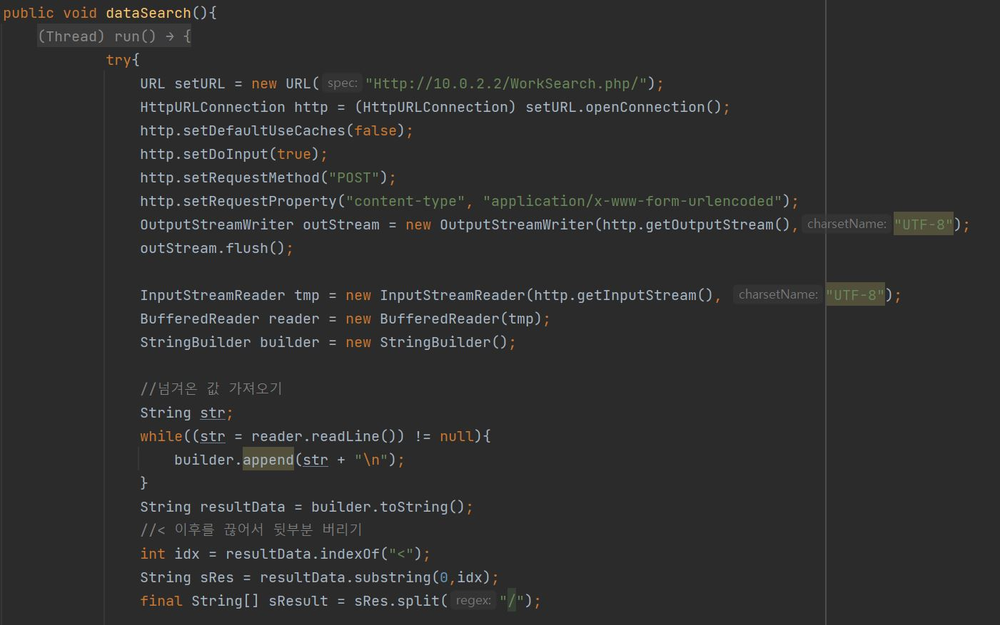 public void dataSearch(){
(Thread) run() → {
try{
URL setURL = new URL( spec: "Http://10.0.2.2/WorkSearch.php/");
HttpURLConnection http = (HttpURLConnection) setURL.openConnection();
http.setDefaultUseCaches(false);
http.setDoInput(true);
http.setRequestMethod("POST");
http.setRequestProperty("content-type", "application/x-www-form-urlencoded");
OutputStreamWriter outStream = new OutputStreamWriter(http.getOutputStream(), charsetName: "UTF-8");
outStream.flush();
InputStreamReader tmp = new InputStreamReader(http.getInputStream(), charsetName: "UTF-8");
BufferedReader reader = new BufferedReader(tmp);
StringBuilder builder = new StringBuilder();
//넘겨온 값 가져오기
String str;
while((str = reader.readLine()) != null){
builder.append(str + "\n");
}
String resultData = builder.toString();
//< 이후를 끊어서 뒷부분 버리기
int idx = resultData.indexOf("<");
String sRes = resultData.substring(0,idx);
final String[] sResult = sRes.split( regex: "/");